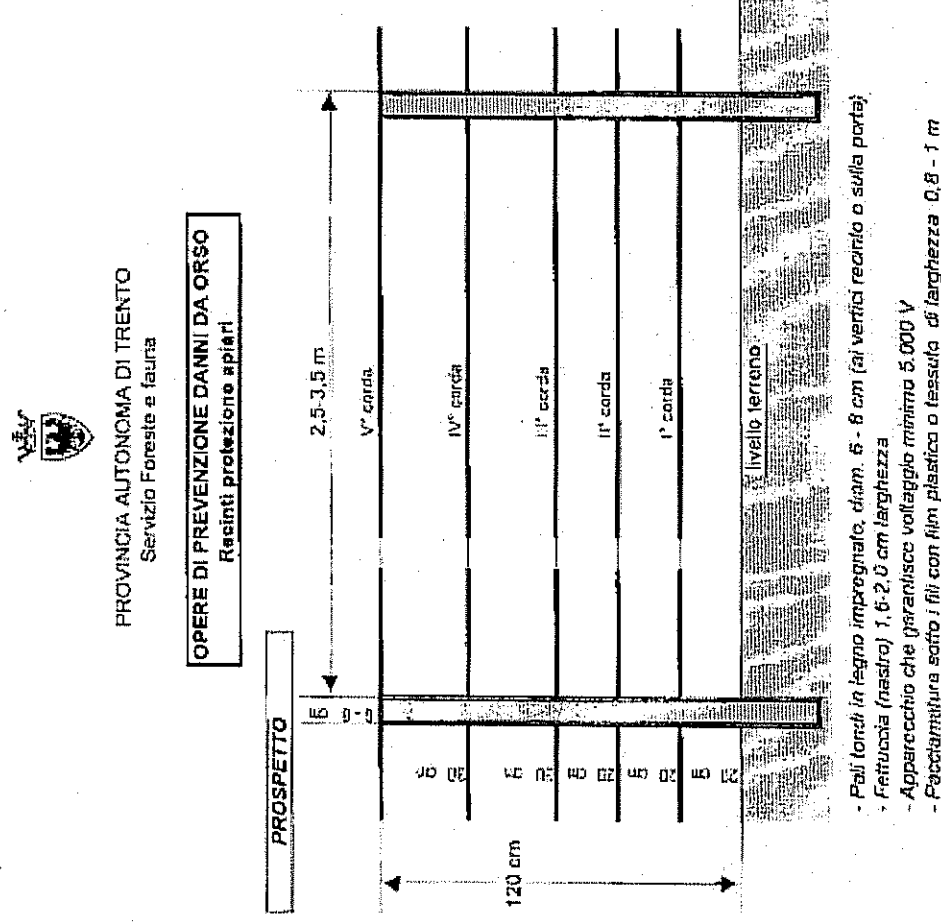 PROVINCIA AUTONOMA DI TRENTO
Servizio Foreste e fauna
OPERE DI PREVENZIONE DANNI DA ORSO
Recinti protezione apiari
PROSPETTO
2,5-3,5 m
cm
V° corda
30 cm
IV° corda
30 cm
III° corda
20 cm
II° corda
20 cm
I° corda
20 cm
120 cm
livello terreno
- Pali tondi in legno impregnato, diam. 6 - 8 cm (ai vertici recinto o sulla porta)
- Fettuccia (nastro) 1,5-2,0 cm larghezza
- Apparecchio che garantisce voltaggio minimo 5.000 V
- Pacciamatura sotto i fili con film plastico o tessuto di larghezza 0,8 - 1 m